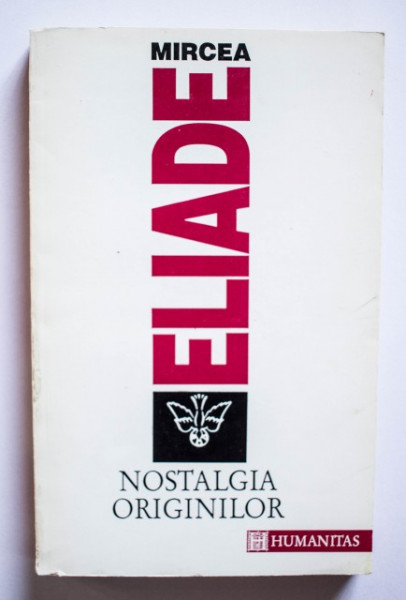 MIRCEA
ELIADE
NOSTALGIA
ORIGINILOR
H HUMANITAS